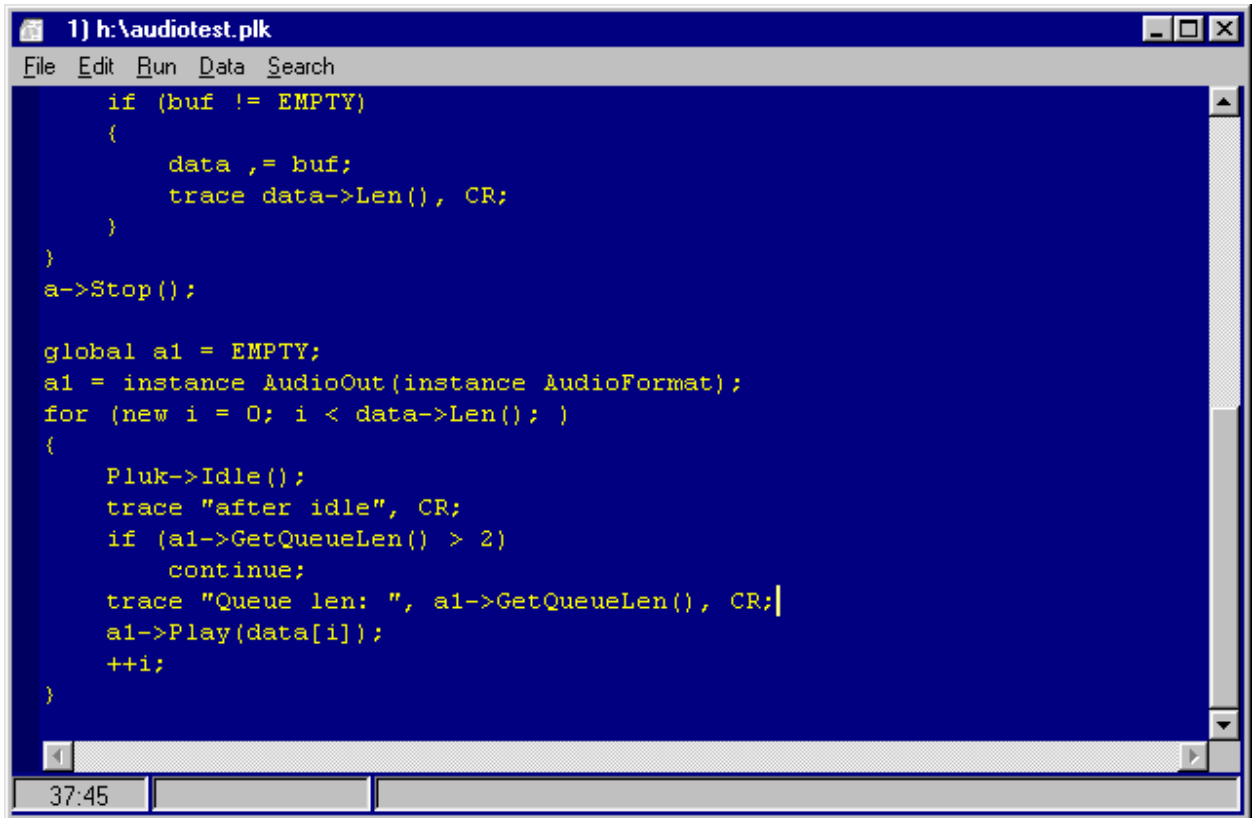 1) h:\audiotest.plk
File Edit Run Data Search
if (buf != EMPTY)
{
data ,= buf;
trace data->Len(), CR;
}
}
a->Stop();
global a1 = EMPTY;
a1 = instance AudioOut(instance AudioFormat);
for (new i = 0; i < data->Len(); )
{
Pluk->Idle();
trace "after idle", CR;
if (a1->GetQueueLen() > 2)
continue;
trace "Queue len: ", a1->GetQueueLen(), CR;
a1->Play(data[i]);
++i;
}
37:45